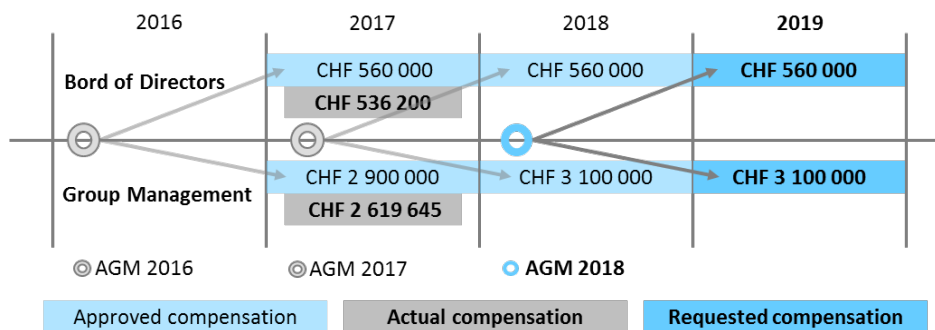 2016 2017 2018 2019
Bord of Directors CHF 560 000 CHF 560 000 CHF 560 000
CHF 536 200
Group Management CHF 2 900 000 CHF 3 100 000 CHF 3 100 000
CHF 2 619 645
AGM 2016 AGM 2017 AGM 2018
Approved compensation Actual compensation Requested compensation